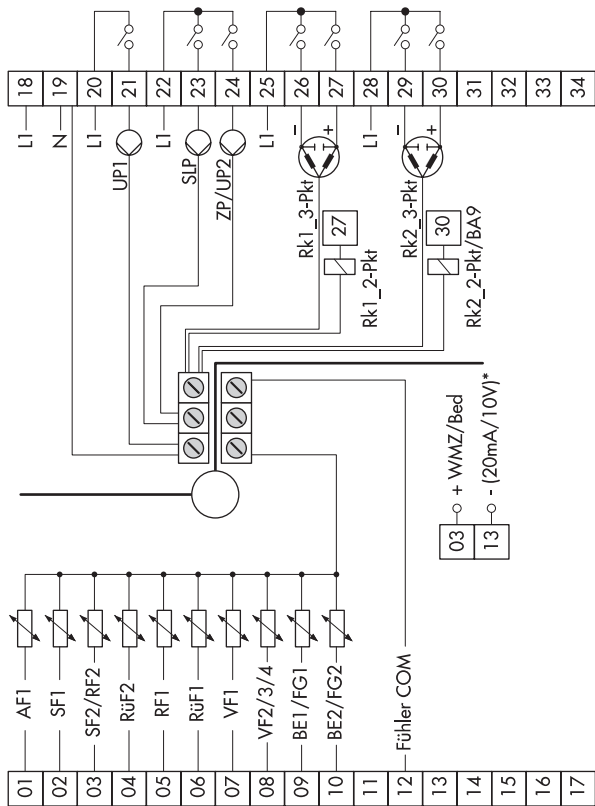 18
19
20
21
22
23
24
25
26
27
28
29
30
31
32
33
34
L1
N
L1
UP1
L1
SLP
ZP/UP2
L1
–
+
L1
–
+
Rk1_3-Pkt
27
Rk1_2-Pkt
Rk2_3-Pkt
30
Rk2_2-Pkt/BA9
03 + WMZ/Bed
13 - (20mA/10V)*
AF1
SF1
SF2/RF2
RüF2
RF1
RüF1
VF1
VF2/3/4
BE1/FG1
BE2/FG2
Fühler COM
01
02
03
04
05
06
07
08
09
10
11
12
13
14
15
16
17